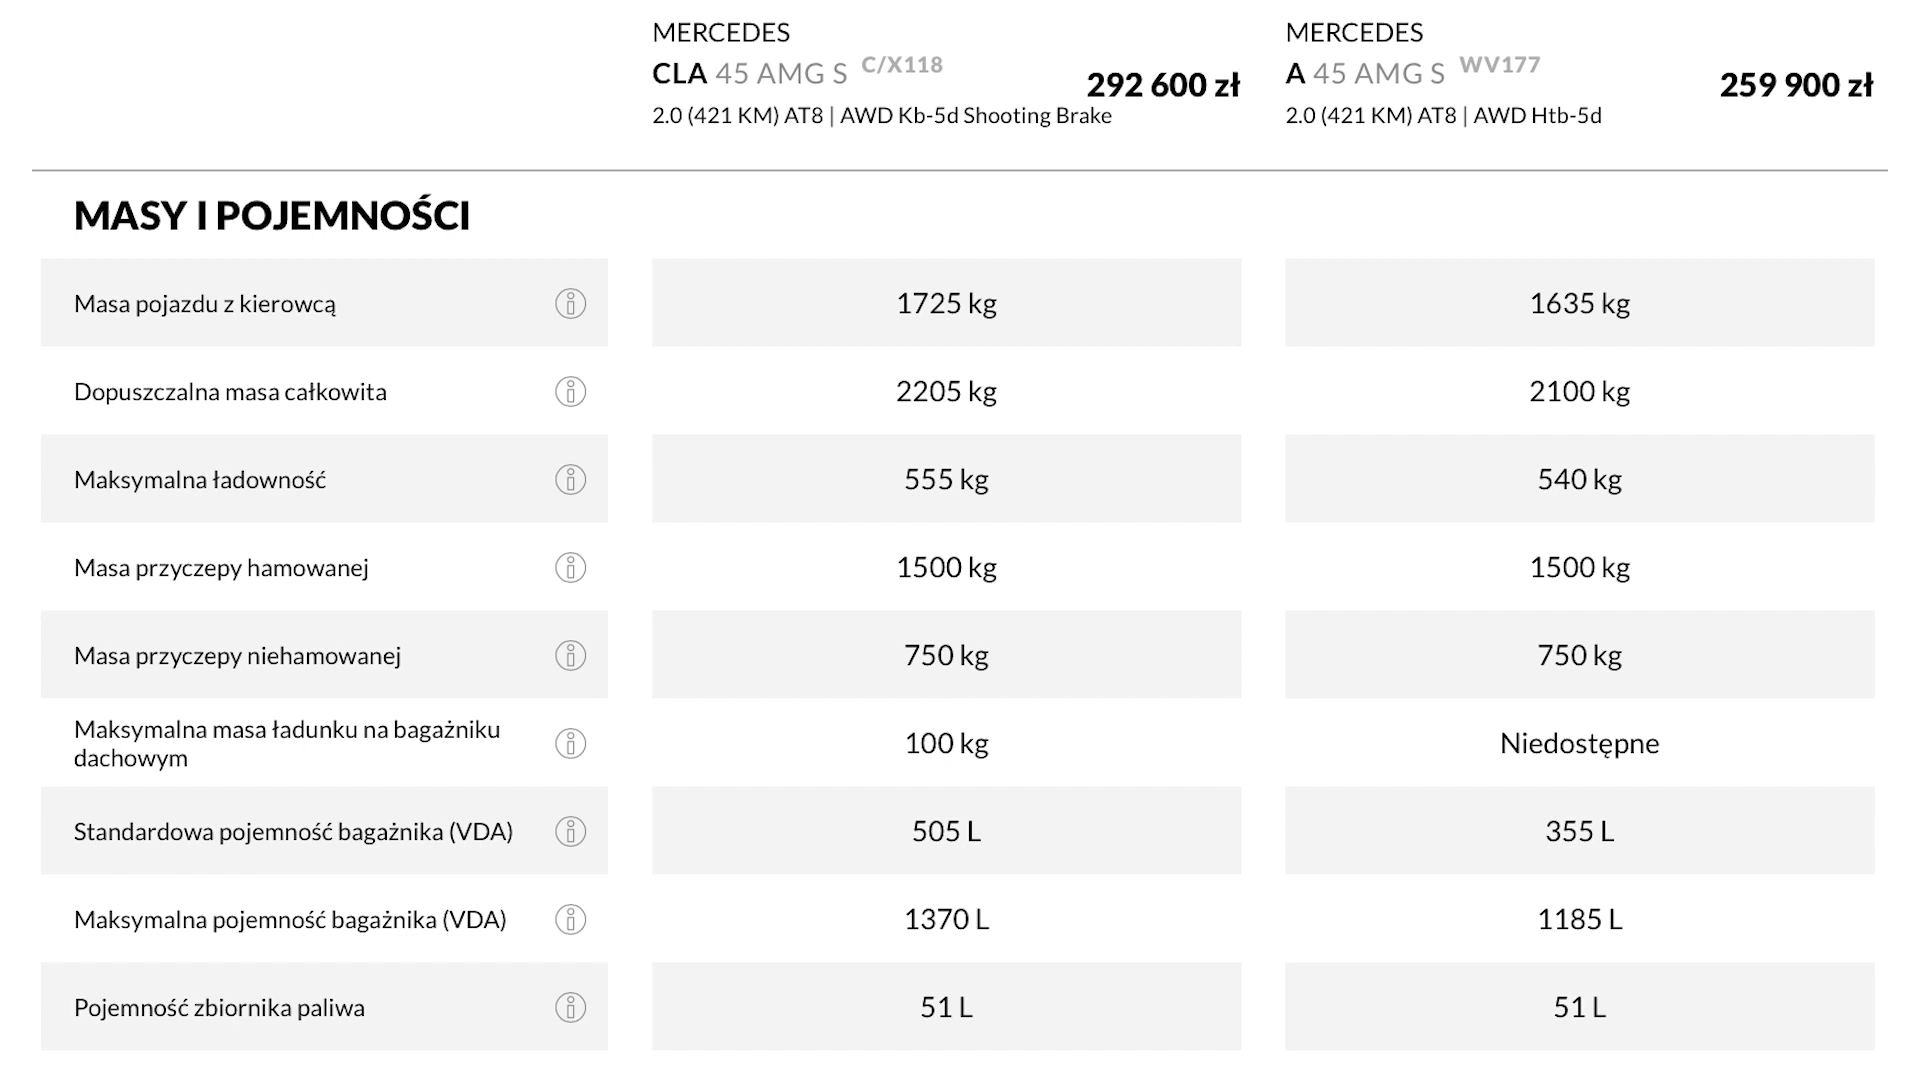 MERCEDES
CLA 45 AMG S C/X118
292 600 zł
2.0 (421 KM) AT8 | AWD Kb-5d Shooting Brake
MERCEDES
A 45 AMG S WV177
259 900 zł
2.0 (421 KM) AT8 | AWD Htb-5d
MASY I POJEMNOŚCI
Masa pojazdu z kierowcą 1725 kg 1635 kg
Dopuszczalna masa całkowita 2205 kg 2100 kg
Maksymalna ładowność 555 kg 540 kg
Masa przyczepy hamowanej 1500 kg 1500 kg
Masa przyczepy niehamowanej 750 kg 750 kg
Maksymalna masa ładunku na bagażniku
dachowym 100 kg Niedostępne
Standardowa pojemność bagażnika (VDA) 505 L 355 L
Maksymalna pojemność bagażnika (VDA) 1370 L 1185 L
Pojemność zbiornika paliwa 51 L 51 L